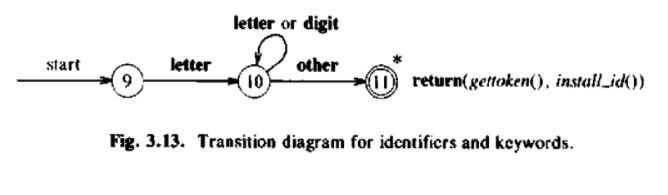 letter or digit
start letter other *
9 10 11 return(gettoken(), install_id())
Fig. 3.13. Transition diagram for identifiers and keywords.